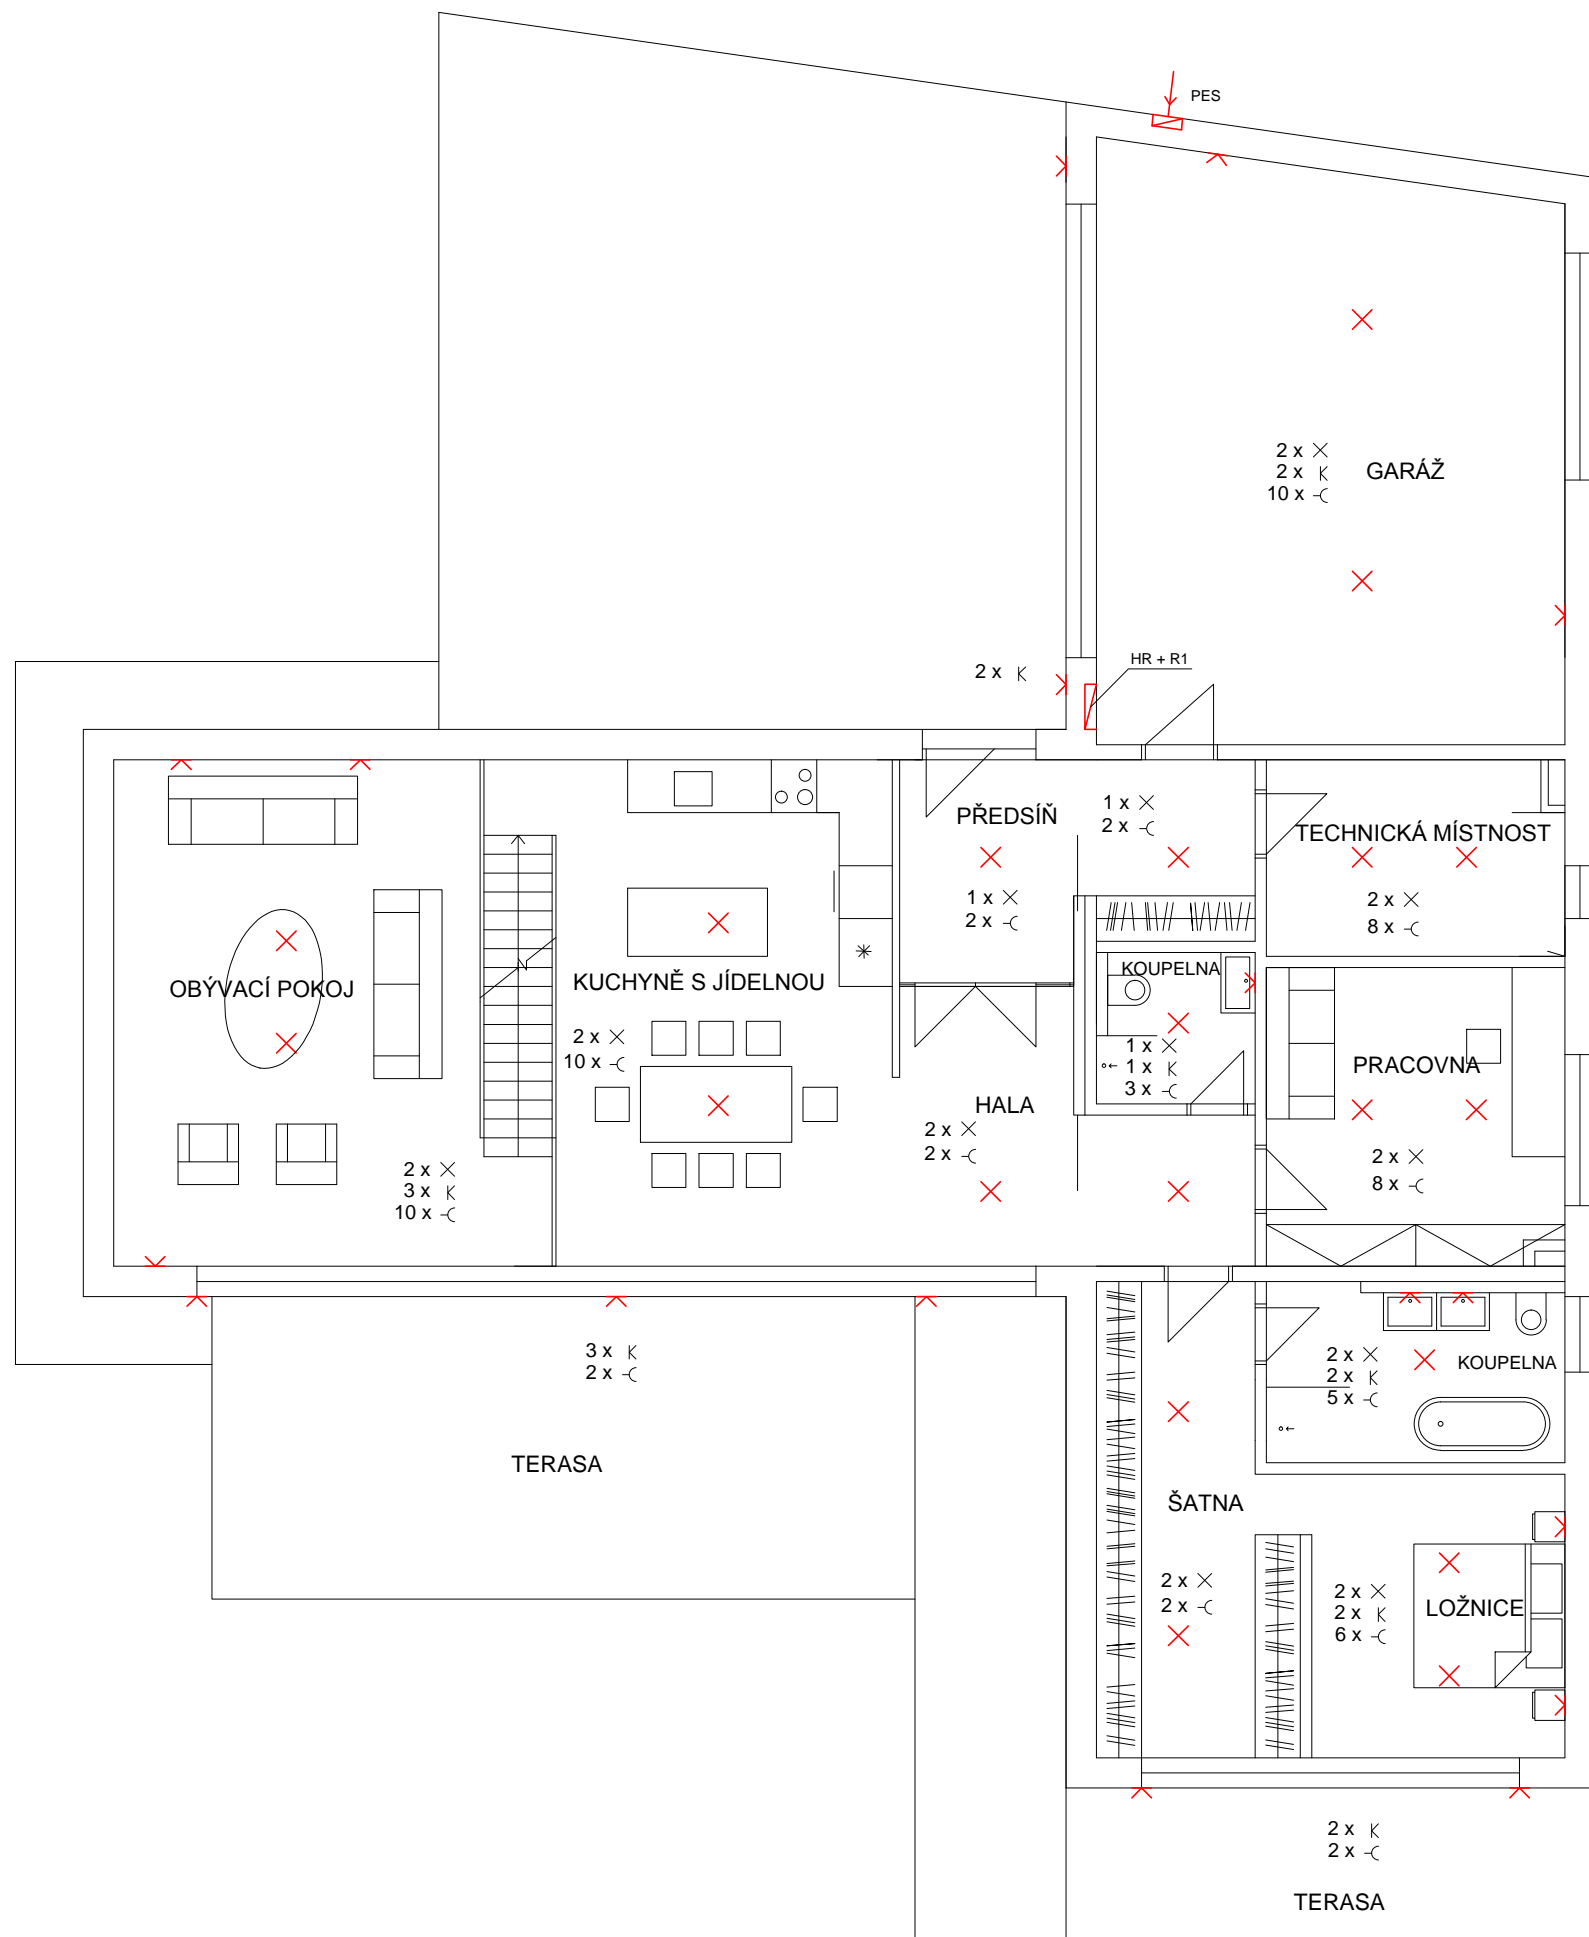 PES
2 x
2 x
10 x
GARÁŽ
HR + R1
2 x
PŘEDSÍŇ
1 x
2 x
1 x
2 x
TECHNICKÁ MÍSTNOST
2 x
8 x
OBÝVACÍ POKOJ
2 x
3 x
10 x
KUCHYNĚ S JÍDELNOU
2 x
10 x
KOUPELNA
1 x
1 x
3 x
HALA
2 x
2 x
PRACOVNA
2 x
8 x
3 x
2 x
TERASA
2 x
2 x
5 x
KOUPELNA
ŠATNA
2 x
2 x
LOŽNICE
2 x
2 x
6 x
2 x
2 x
TERASA